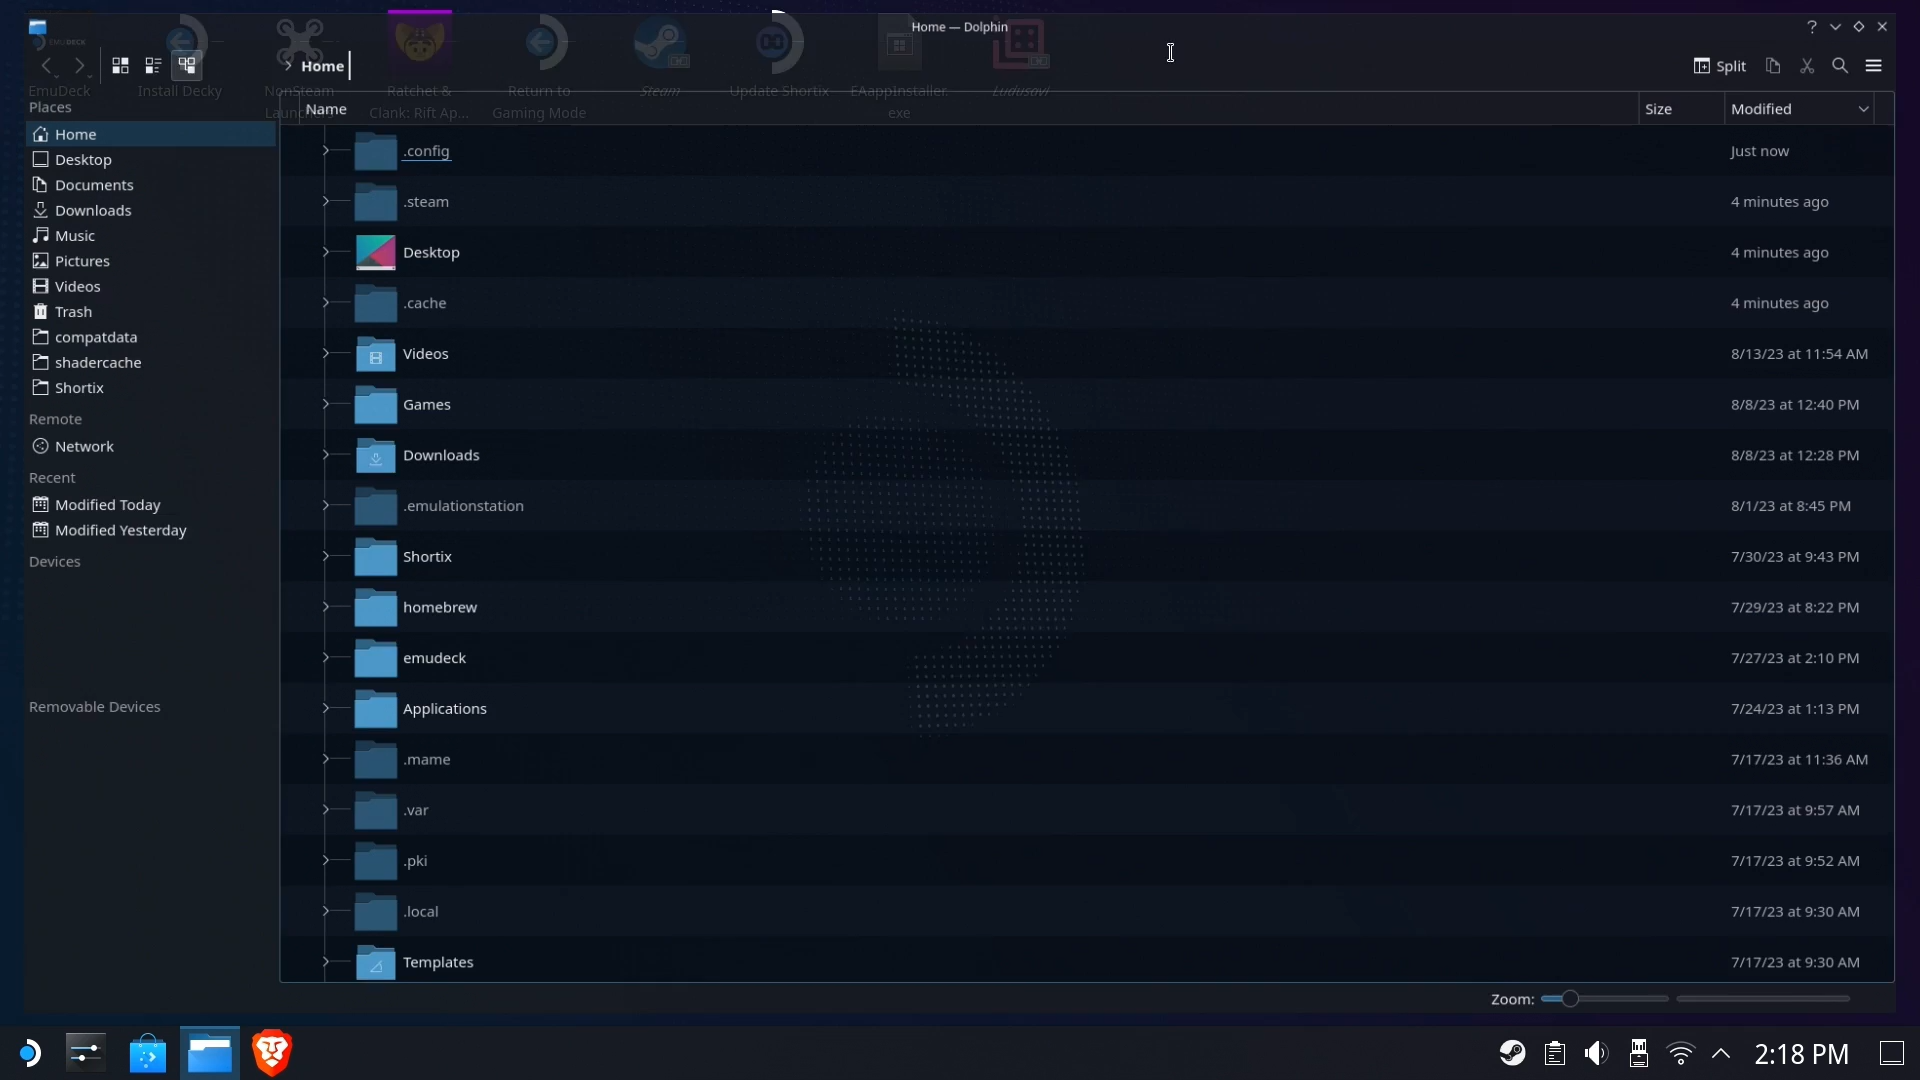 Home — Dolphin
EMUDECK
Home
Split
EmuDeck
Install Decky
NonSteam
Launchers
Ratchet &
Clank: Rift Ap...
Return to
Gaming Mode
Steam
Update Shortix
EAappInstaller.
exe
Ludusavi
Places
Home
Desktop
Documents
Downloads
Music
Pictures
Videos
Trash
compatdata
shadercache
Shortix
Remote
Network
Recent
Modified Today
Modified Yesterday
Devices
Removable Devices
Name Size Modified
.config Just now
.steam 4 minutes ago
Desktop 4 minutes ago
.cache 4 minutes ago
Videos 8/13/23 at 11:54 AM
Games 8/8/23 at 12:40 PM
Downloads 8/8/23 at 12:28 PM
.emulationstation 8/1/23 at 8:45 PM
Shortix 7/30/23 at 9:43 PM
homebrew 7/29/23 at 8:22 PM
emudeck 7/27/23 at 2:10 PM
Applications 7/24/23 at 1:13 PM
.mame 7/17/23 at 11:36 AM
.var 7/17/23 at 9:57 AM
.pki 7/17/23 at 9:52 AM
.local 7/17/23 at 9:30 AM
Templates 7/17/23 at 9:30 AM
Zoom:
2:18 PM